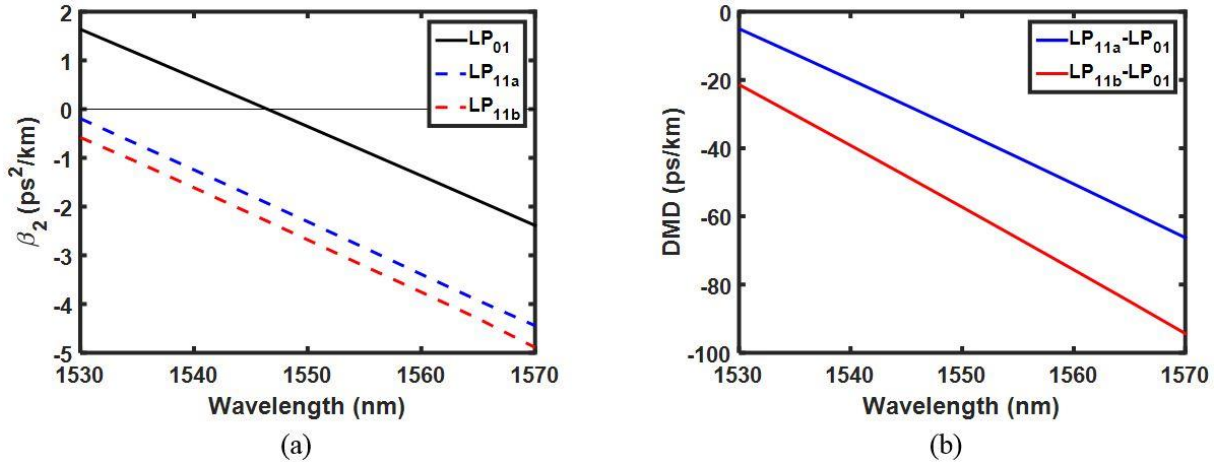 2
1
0
-1
-2
-3
-4
-5
β2 (ps2/km)
LP01
LP11a
LP11b
1530 1540 1550 1560 1570
Wavelength (nm)
(a)
0
-20
-40
-60
-80
-100
DMD (ps/km)
LP11a-LP01
LP11b-LP01
1530 1540 1550 1560 1570
Wavelength (nm)
(b)